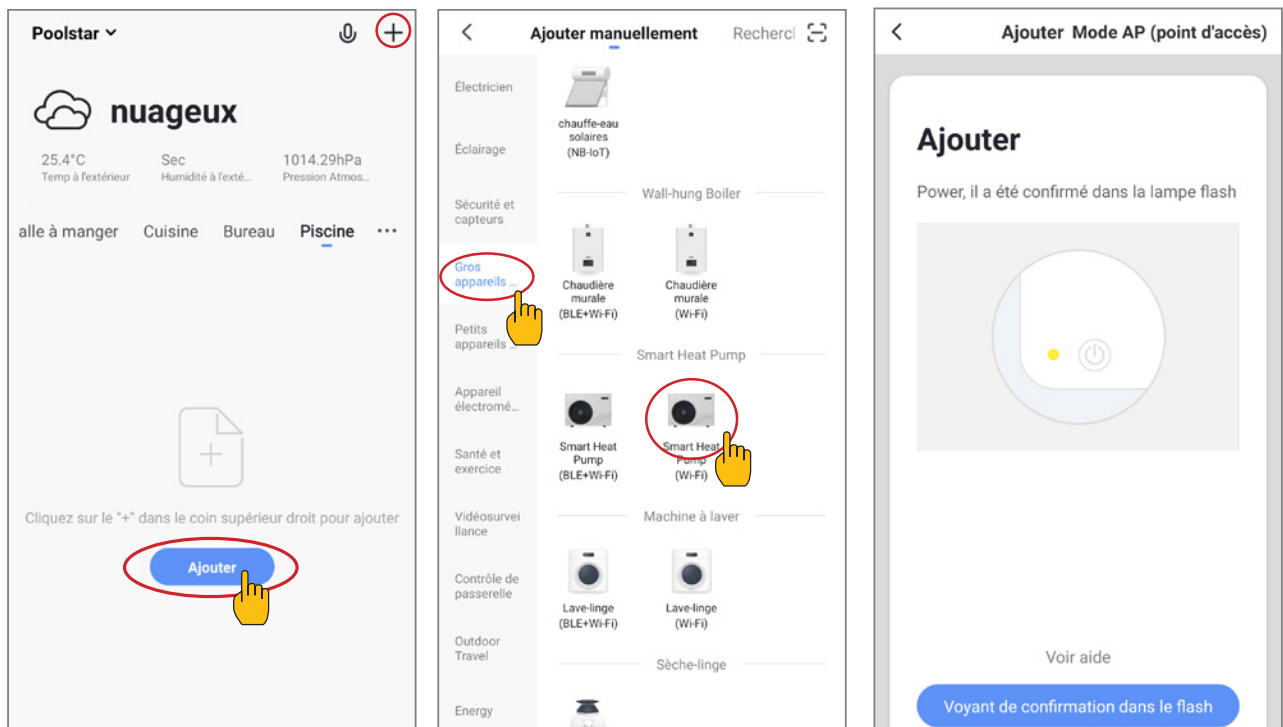 Poolstar
nuageux
25.4°C Sec 1014.29hPa
Temp à l'extérieur Humidité à l'exté... Pression Atmos...
alle à manger Cuisine Bureau Piscine ...
Cliquez sur le "+" dans le coin supérieur droit pour ajouter
Ajouter
Ajouter manuellement Rechercl
Électricien
Éclairage
Sécurité et
capteurs
Gros
appareils ...
Petits
appareils ...
Appareil
électromé...
Santé et
exercice
Vidéosurvei
llance
Contrôle de
passerelle
Outdoor
Travel
Energy
chauffe-eau
solaires
(NB-IoT)
Wall-hung Boiler
Chaudière
murale
(BLE+Wi-Fi)
Chaudière
murale
(Wi-Fi)
Smart Heat Pump
Smart Heat
Pump
(BLE+Wi-Fi)
Smart Heat
Pump
(Wi-Fi)
Machine à laver
Lave-linge
(BLE+Wi-Fi)
Lave-linge
(Wi-Fi)
Sèche-linge
Ajouter Mode AP (point d'accès)
Ajouter
Power, il a été confirmé dans la lampe flash
Voir aide
Voyant de confirmation dans le flash